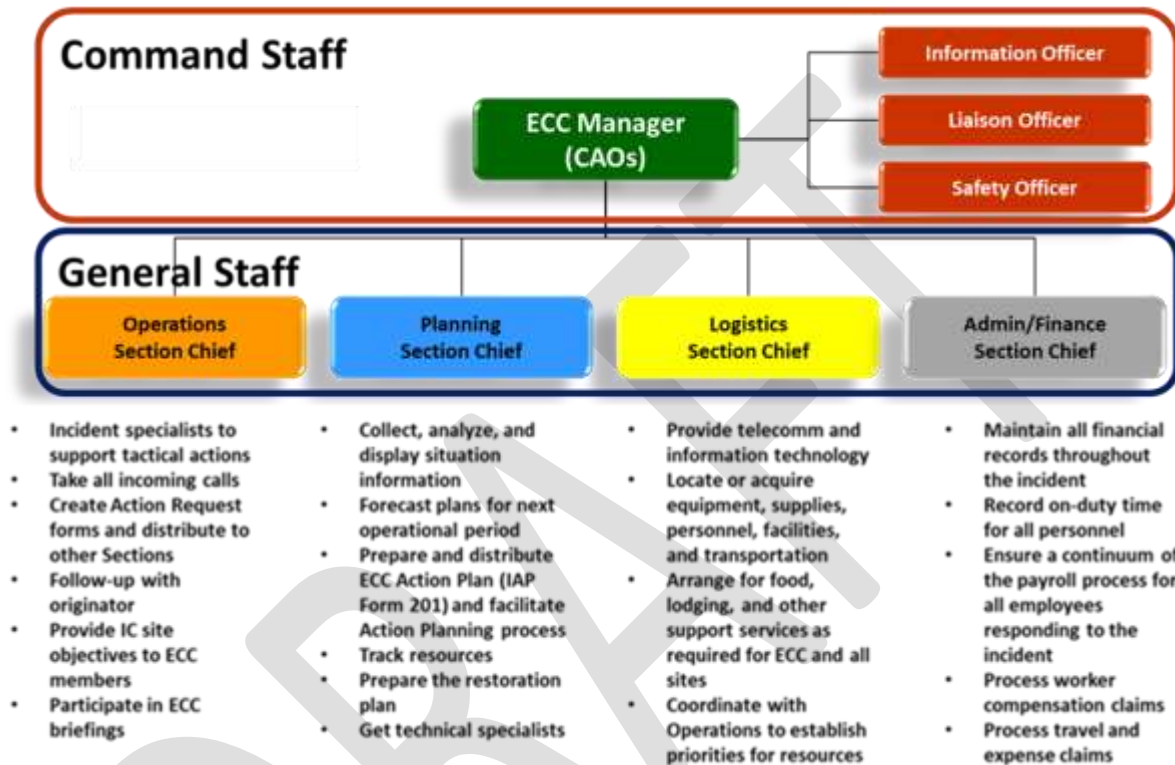 Command Staff
ECC Manager
(CAOs)
Information Officer
Liaison Officer
Safety Officer
General Staff
Operations
Section Chief
Planning
Section Chief
Logistics
Section Chief
Admin/Finance
Section Chief
• Incident specialists to
support tactical actions
• Take all incoming calls
• Create Action Request
forms and distribute to
other Sections
• Follow-up with
originator
• Provide IC site
objectives to ECC
members
• Participate in ECC
briefings
• Collect, analyze, and
display situation
information
• Forecast plans for next
operational period
• Prepare and distribute
ECC Action Plan (IAP
Form 201) and facilitate
Action Planning process
• Track resources
• Prepare the restoration
plan
• Get technical specialists
• Provide telecomm and
information technology
• Locate or acquire
equipment, supplies,
personnel, facilities,
and transportation
• Arrange for food,
lodging, and other
support services as
required for ECC and all
sites
• Coordinate with
Operations to establish
priorities for resources
• Maintain all financial
records throughout
the incident
• Record on-duty time
for all personnel
• Ensure a continuum of
the payroll process for
all employees
responding to the
incident
• Process worker
compensation claims
• Process travel and
expense claims
DRAFT